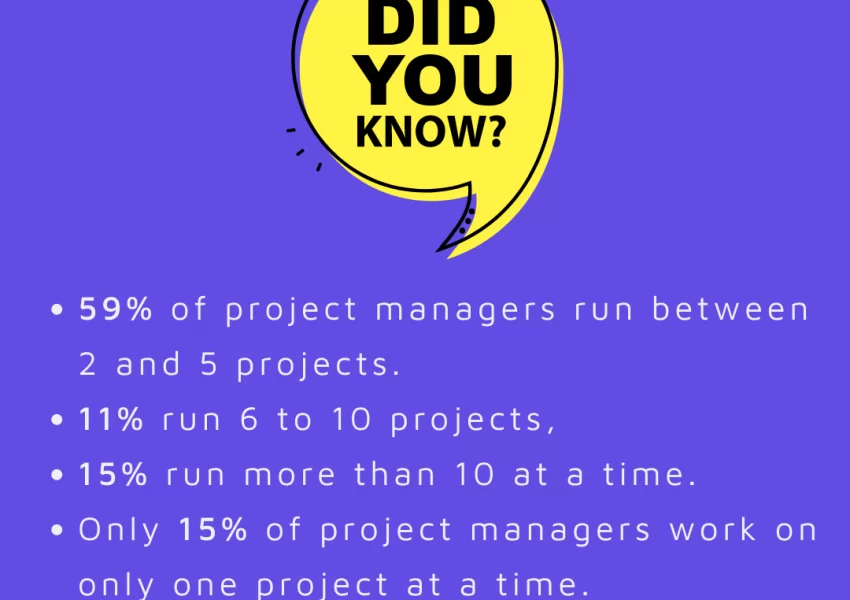 DID
YOU
KNOW?
• 59% of project managers run between
2 and 5 projects.
• 11% run 6 to 10 projects,
• 15% run more than 10 at a time.
• Only 15% of project managers work on
only one project at a time.